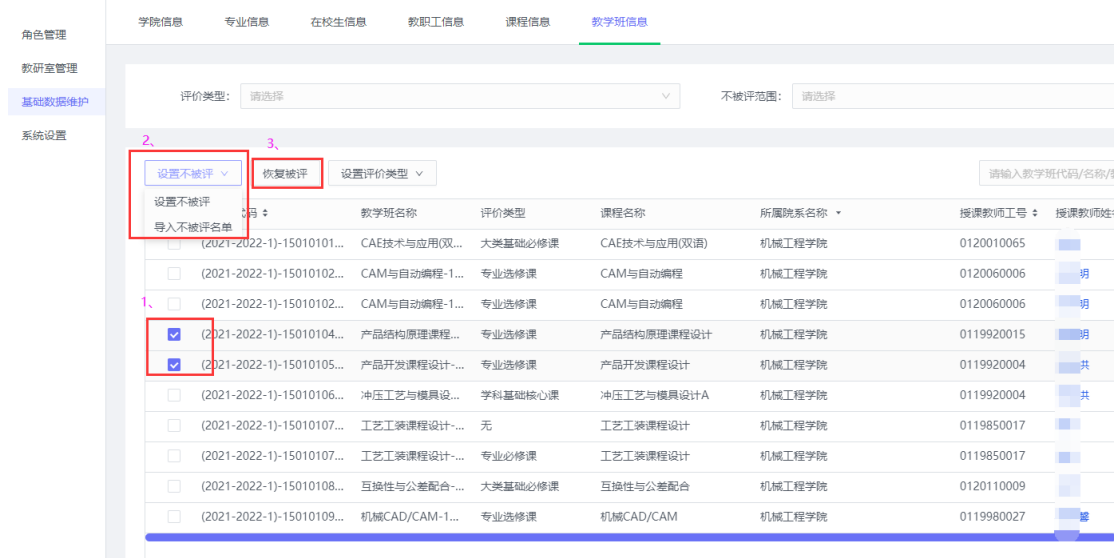 学院信息 专业信息 在校生信息 教职工信息 课程信息 教学班信息
角色管理
教研室管理
基础数据维护
系统设置
评价类型: 请选择 不被评范围: 请选择
2、 3、
设置不被评 恢复被评 设置评价类型 请输入教学班代码/名称/
设置不被评
导入不被评名单
教学班名称 评价类型 课程名称 所属院系名称 授课教师工号 授课教师姓
(2021-2022-1)-15010101... CAE技术与应用(双... 大类基础必修课 CAE技术与应用(双语) 机械工程学院 0120010065
(2021-2022-1)-15010102... CAM与自动编程-1... 专业选修课 CAM与自动编程 机械工程学院 0120060006 明
1、
(2021-2022-1)-15010102... CAM与自动编程-1... 专业选修课 CAM与自动编程 机械工程学院 0120060006 明
(2021-2022-1)-15010104... 产品结构原理课程... 专业选修课 产品结构原理课程设计 机械工程学院 0119920015 明
(2021-2022-1)-15010105... 产品开发课程设计-... 专业选修课 产品开发课程设计 机械工程学院 0119920004 共
(2021-2022-1)-15010106... 冲压工艺与模具设... 学科基础核心课 冲压工艺与模具设计A 机械工程学院 0119920004 共
(2021-2022-1)-15010107... 工艺工装课程设计-... 无 工艺工装课程设计 机械工程学院 0119850017
(2021-2022-1)-15010107... 工艺工装课程设计-... 专业必修课 工艺工装课程设计 机械工程学院 0119850017
(2021-2022-1)-15010108... 互换性与公差配合-... 大类基础必修课 互换性与公差配合 机械工程学院 0120110009
(2021-2022-1)-15010109... 机械CAD/CAM-1... 专业选修课 机械CAD/CAM 机械工程学院 0119980027 馨